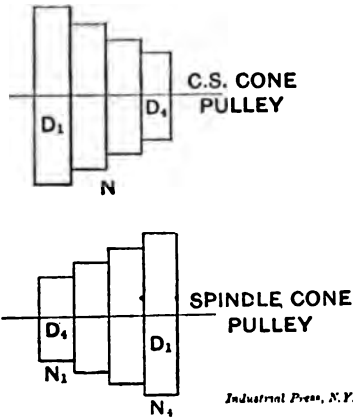 C.S. CONE
PULLEY
D1
D4
N
SPINDLE CONE
PULLEY
D4
D1
N1
N4
Industrial Press, N.Y.